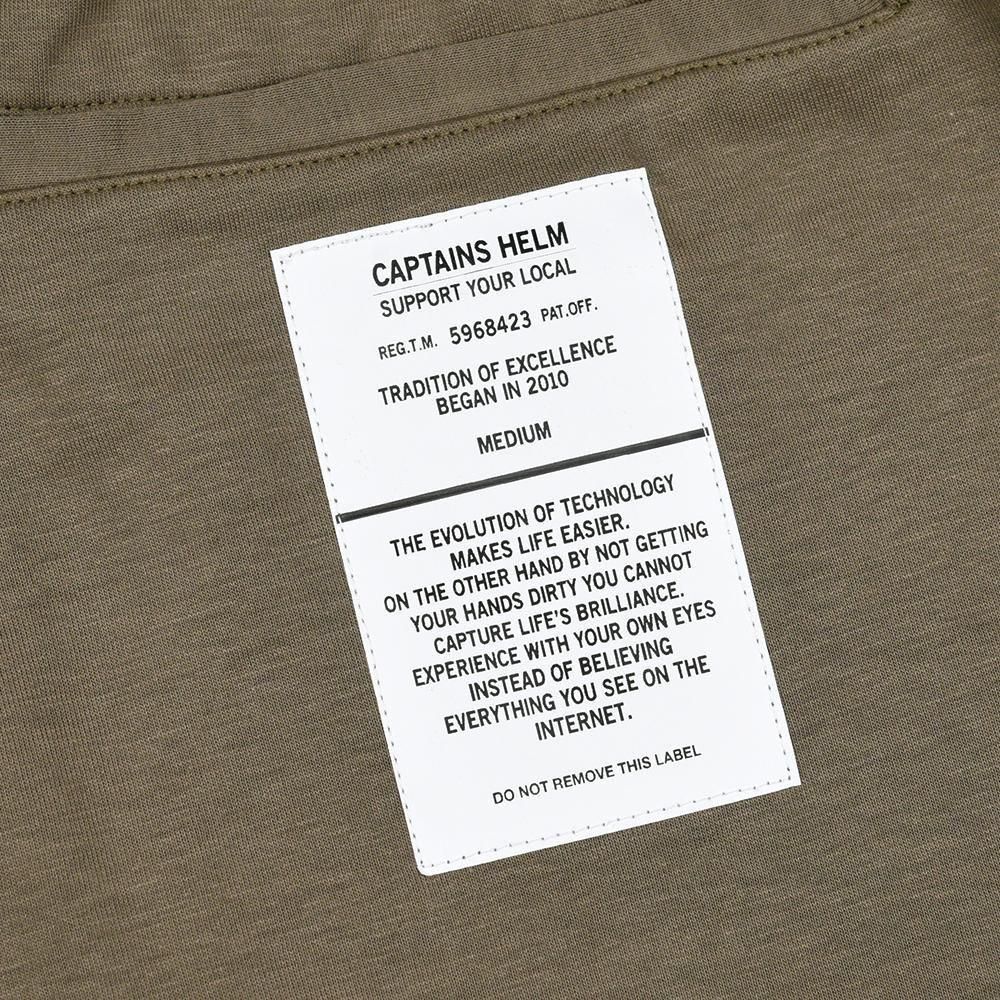 CAPTAINS HELM
SUPPORT YOUR LOCAL
REG.T.M. 5968423 PAT.OFF.
TRADITION OF EXCELLENCE
BEGAN IN 2010
MEDIUM
THE EVOLUTION OF TECHNOLOGY
MAKES LIFE EASIER.
ON THE OTHER HAND BY NOT GETTING
YOUR HANDS DIRTY YOU CANNOT
CAPTURE LIFE'S BRILLIANCE.
EXPERIENCE WITH YOUR OWN EYES
INSTEAD OF BELIEVING
EVERYTHING YOU SEE ON THE
INTERNET.
DO NOT REMOVE THIS LABEL